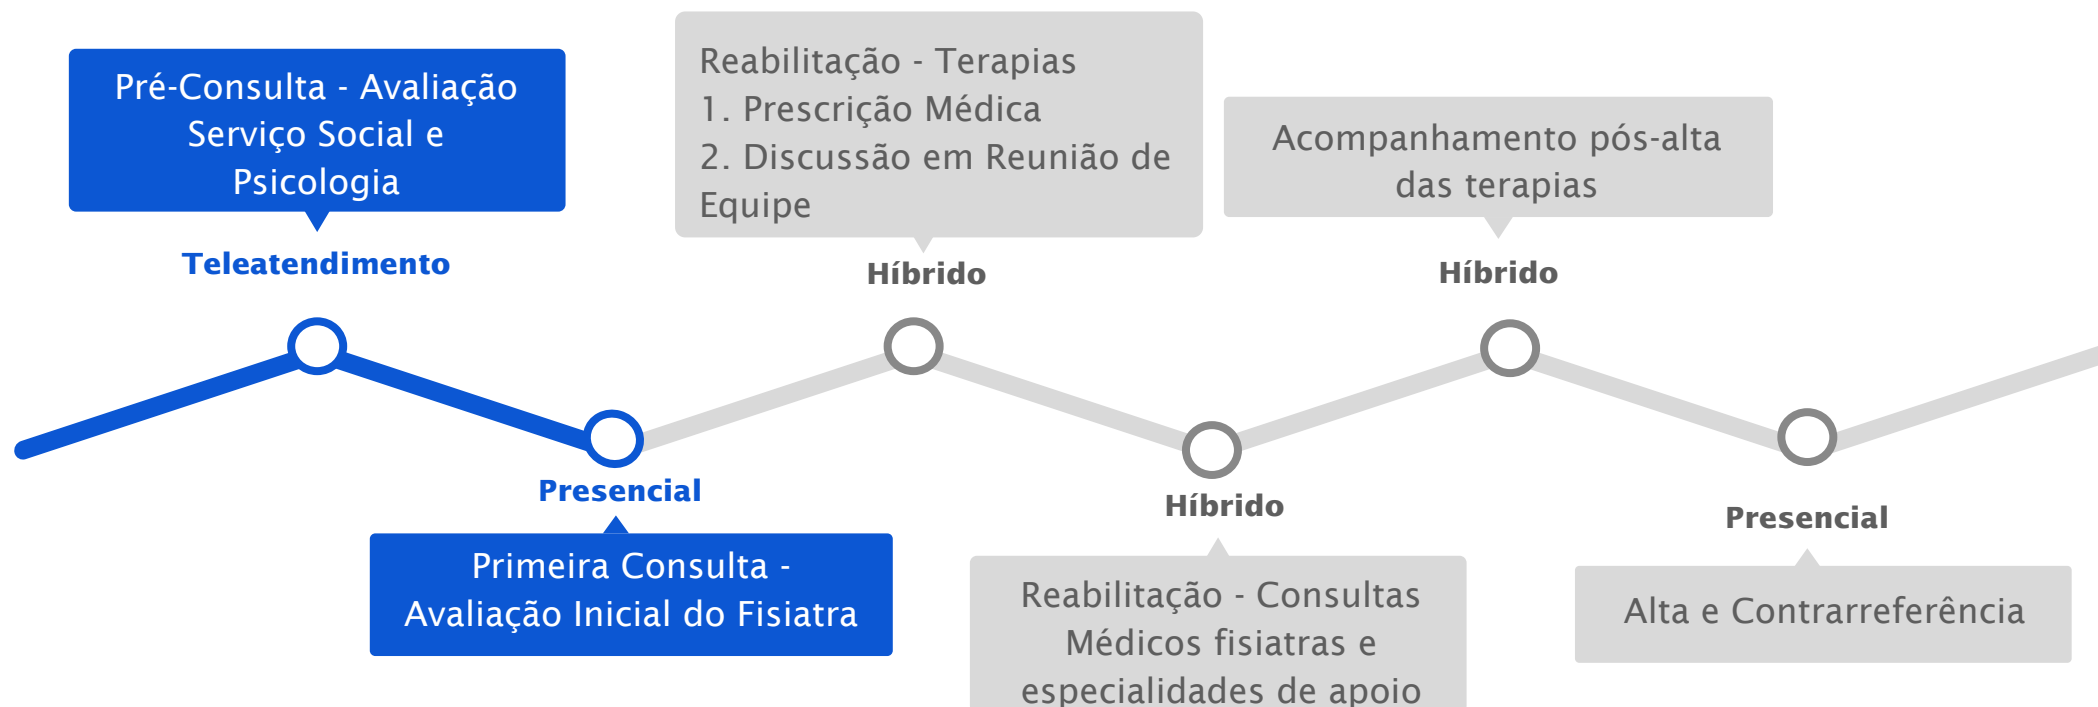 Pré-Consulta - Avaliação
Serviço Social e
Psicologia
Teleatendimento
Presencial
Primeira Consulta -
Avaliação Inicial do Fisiatra
Reabilitação - Terapias
1. Prescrição Médica
2. Discussão em Reunião de
Equipe
Híbrido
Híbrido
Reabilitação - Consultas
Médicos fisiatras e
especialidades de apoio
Acompanhamento pós-alta
das terapias
Híbrido
Presencial
Alta e Contrarreferência